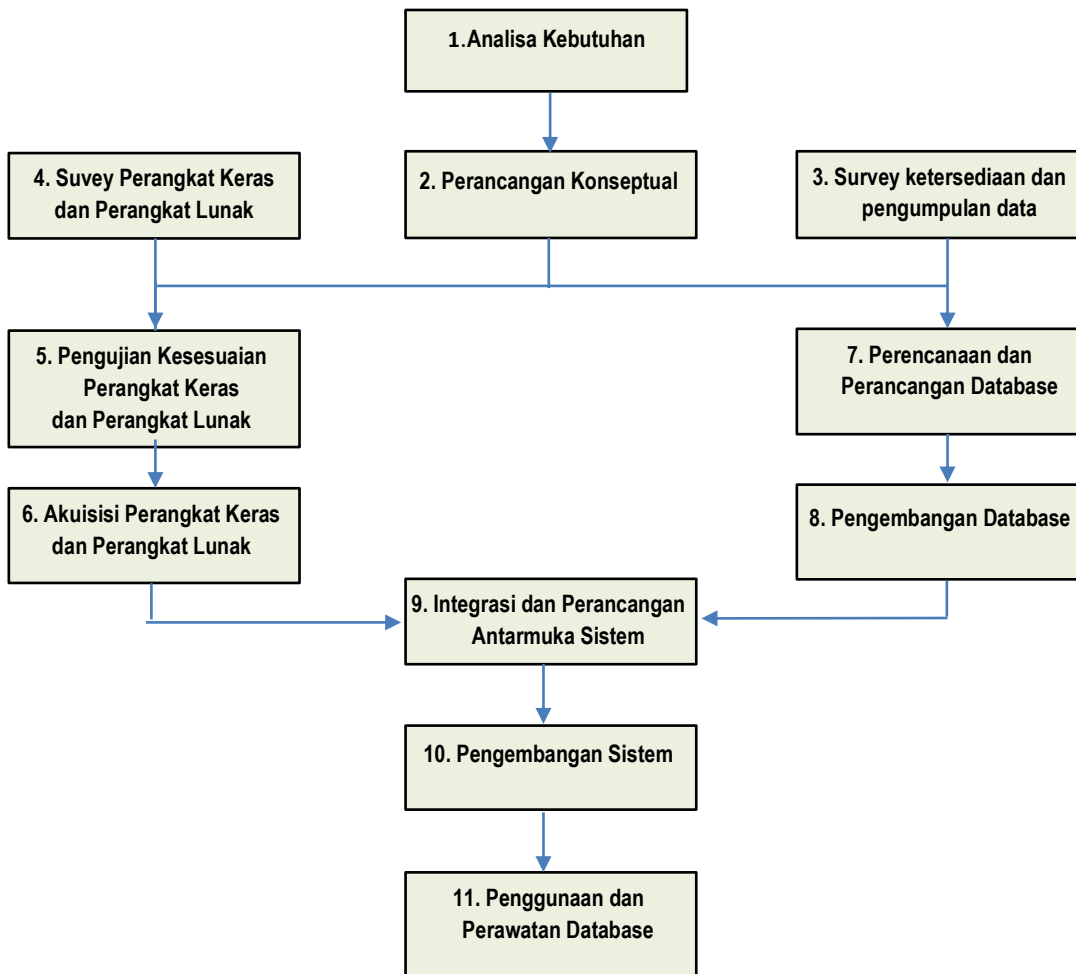 1.Analisa Kebutuhan
4. Suvey Perangkat Keras
dan Perangkat Lunak
2. Perancangan Konseptual
3. Survey ketersediaan dan
pengumpulan data
5. Pengujian Kesesuaian
Perangkat Keras
dan Perangkat Lunak
7. Perencanaan dan
Perancangan Database
6. Akuisisi Perangkat Keras
dan Perangkat Lunak
8. Pengembangan Database
9. Integrasi dan Perancangan
Antarmuka Sistem
10. Pengembangan Sistem
11. Penggunaan dan
Perawatan Database